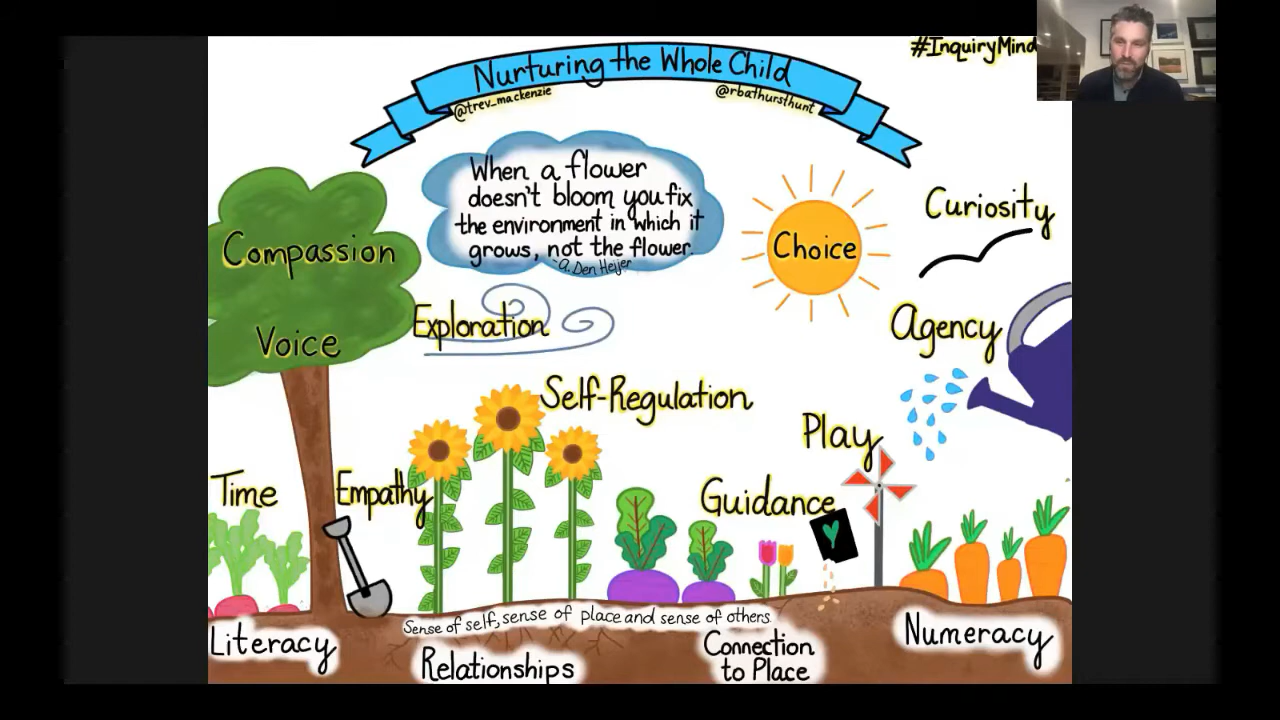 #InquiryMind
Nurturing the Whole Child
@trev_mackenzie
@rbathursthunt
When a flower
doesn't bloom you fix
the environment in which it
grows, not the flower.
-A. Den Heijer
Choice
Curiosity
Compassion
Voice
Exploration
Agency
Self-Regulation
Play
Time
Empathy
Guidance
Sense of self, sense of place and sense of others.
Literacy
Relationships
Connection
to Place
Numeracy